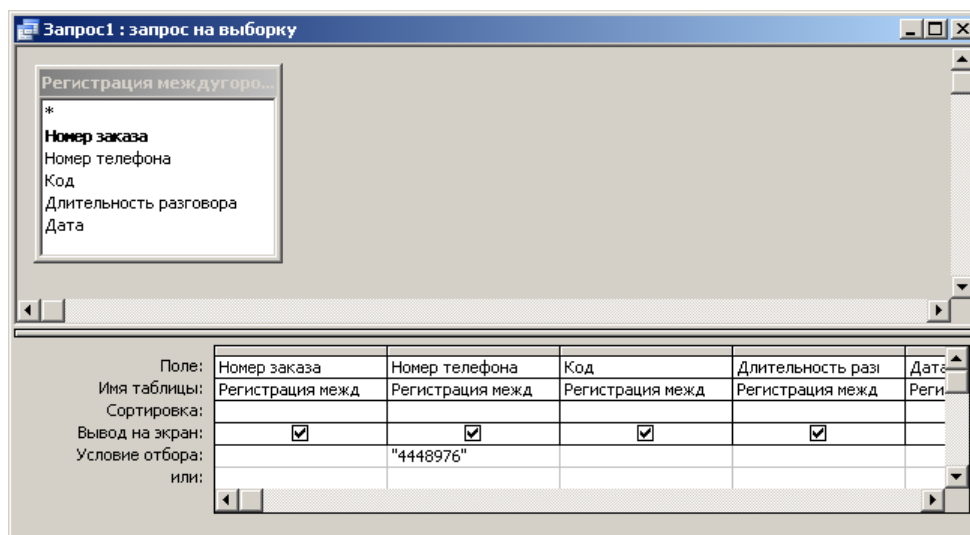 Запрос1 : запрос на выборку
Регистрация междугоро...
*
Номер заказа
Номер телефона
Код
Длительность разговора
Дата
Поле: Номер заказа Номер телефона Код Длительность разі Дата
Имя таблицы: Регистрация межд Регистрация межд Регистрация межд Регистрация межд Реги
Сортировка:
Вывод на экран:
Условие отбора: "4448976"
или: